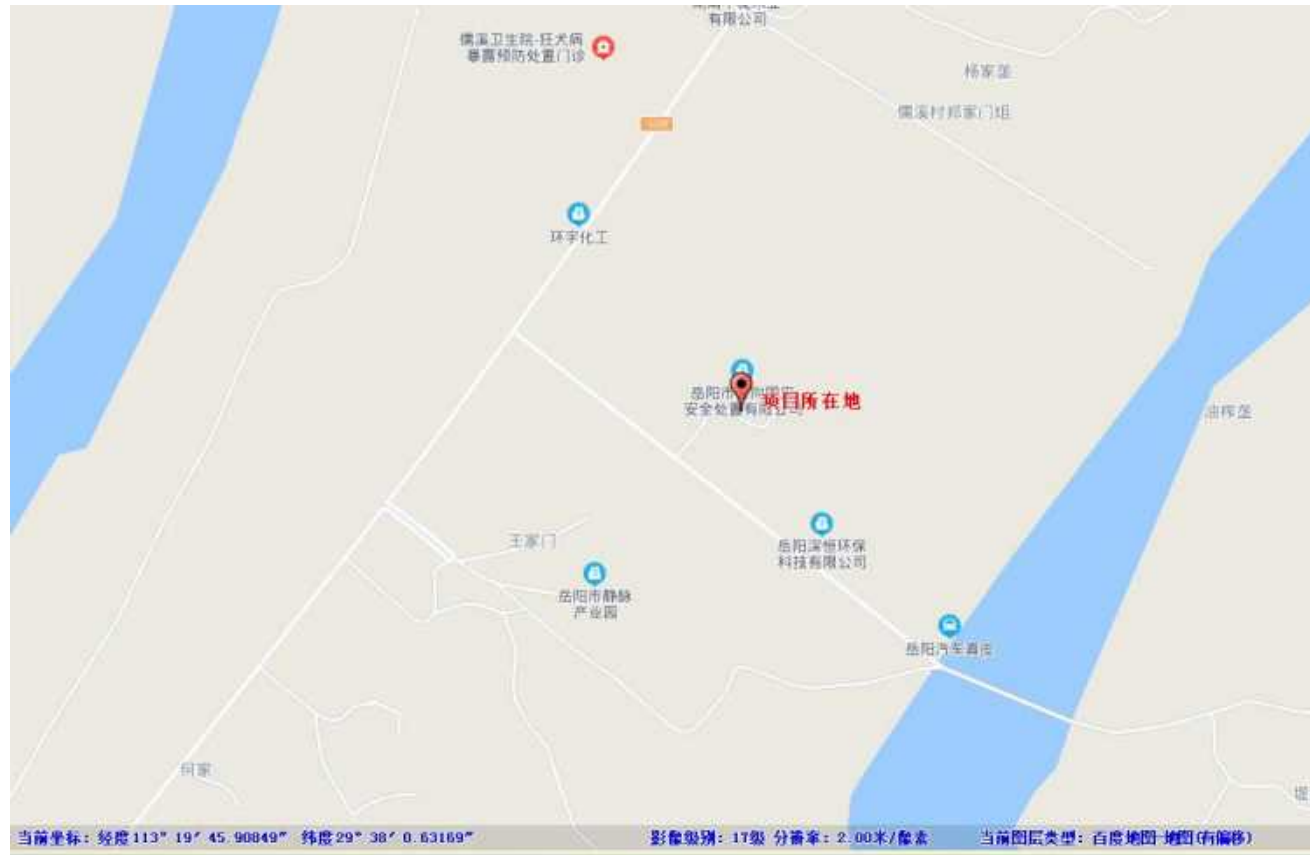 有限公司
儒溪卫生院-狂犬病
暴露预防处置门诊
杨家垄
儒溪村郑家门组
环宇化工
岳阳市
安全处置有限公司
项目所在地
油榨垄
王家门
岳阳深恒环保
科技有限公司
岳阳市静脉
产业园
岳阳汽车喜
何家
当前坐标：经度113° 19′ 45.90849″ 纬度29° 38′ 0.63169″
影像级别：17级 分辨率：2.00米/像素
当前图层类型：百度地图-地图(有偏移)